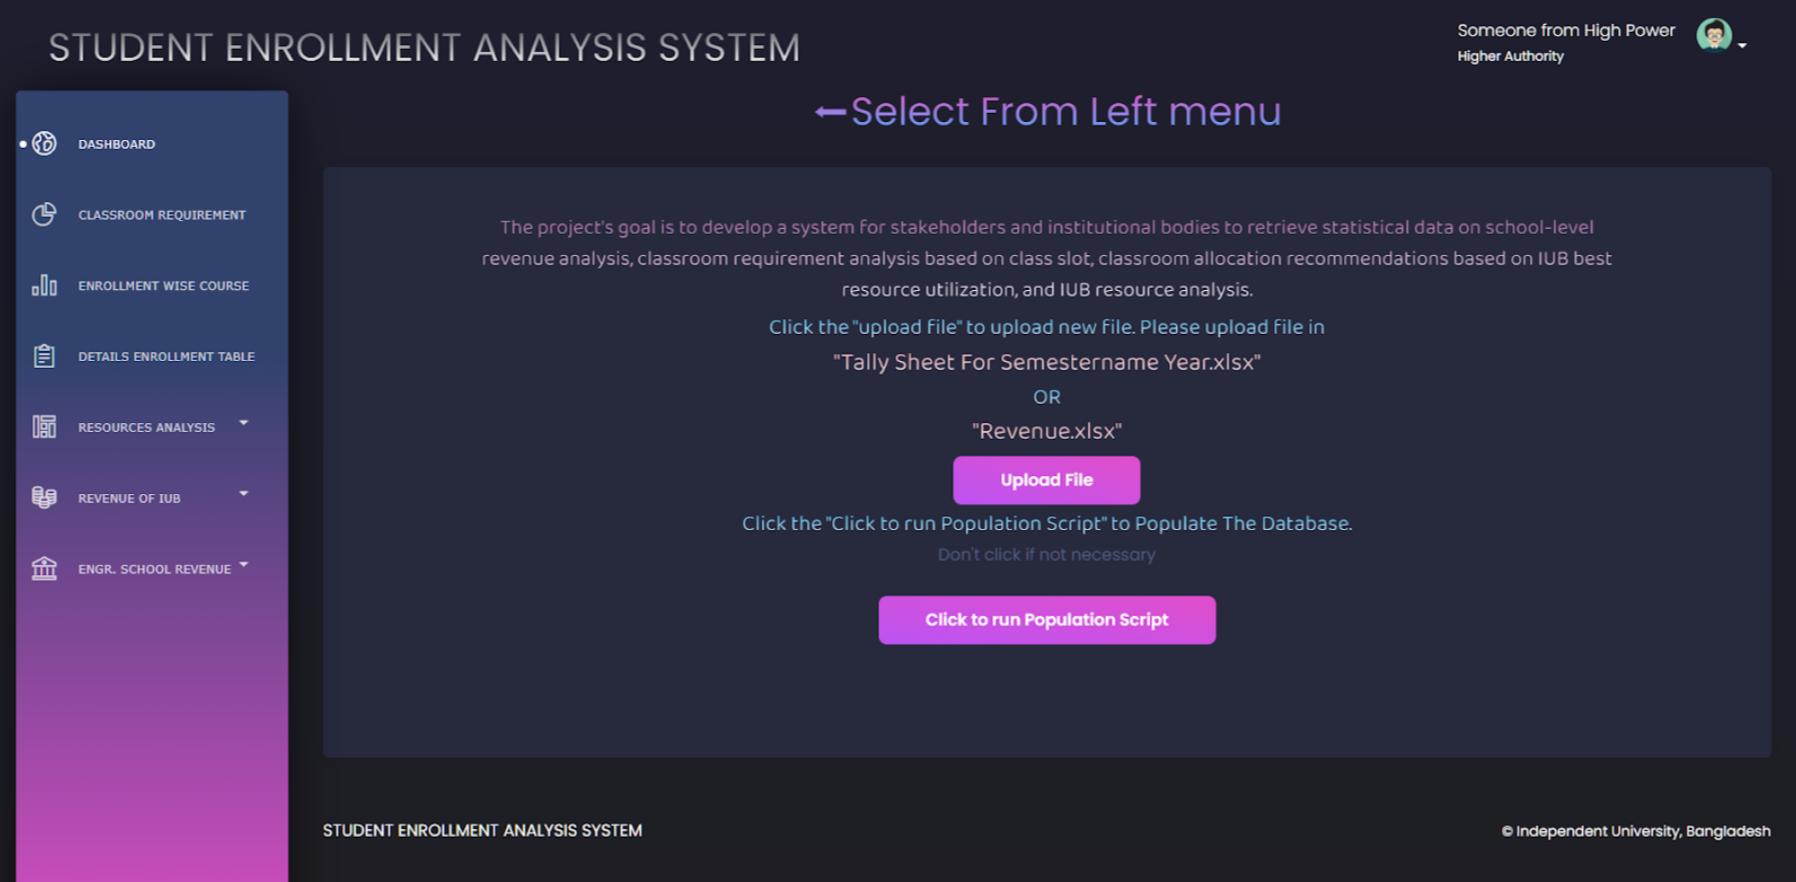 STUDENT ENROLLMENT ANALYSIS SYSTEM
Someone from High Power
Higher Authority
←Select From Left menu
DASHBOARD
CLASSROOM REQUIREMENT
ENROLLMENT WISE COURSE
DETAILS ENROLLMENT TABLE
RESOURCES ANALYSIS
REVENUE OF IUB
ENGR. SCHOOL REVENUE
The project's goal is to develop a system for stakeholders and institutional bodies to retrieve statistical data on school-level
revenue analysis, classroom requirement analysis based on class slot, classroom allocation recommendations based on IUB best
resource utilization, and IUB resource analysis.
Click the "upload file" to upload new file. Please upload file in
"Tally Sheet For Semestername Year.xlsx"
OR
"Revenue.xlsx"
Upload File
Click the "Click to run Population Script" to Populate The Database.
Don't click if not necessary
Click to run Population Script
STUDENT ENROLLMENT ANALYSIS SYSTEM
© Independent University, Bangladesh